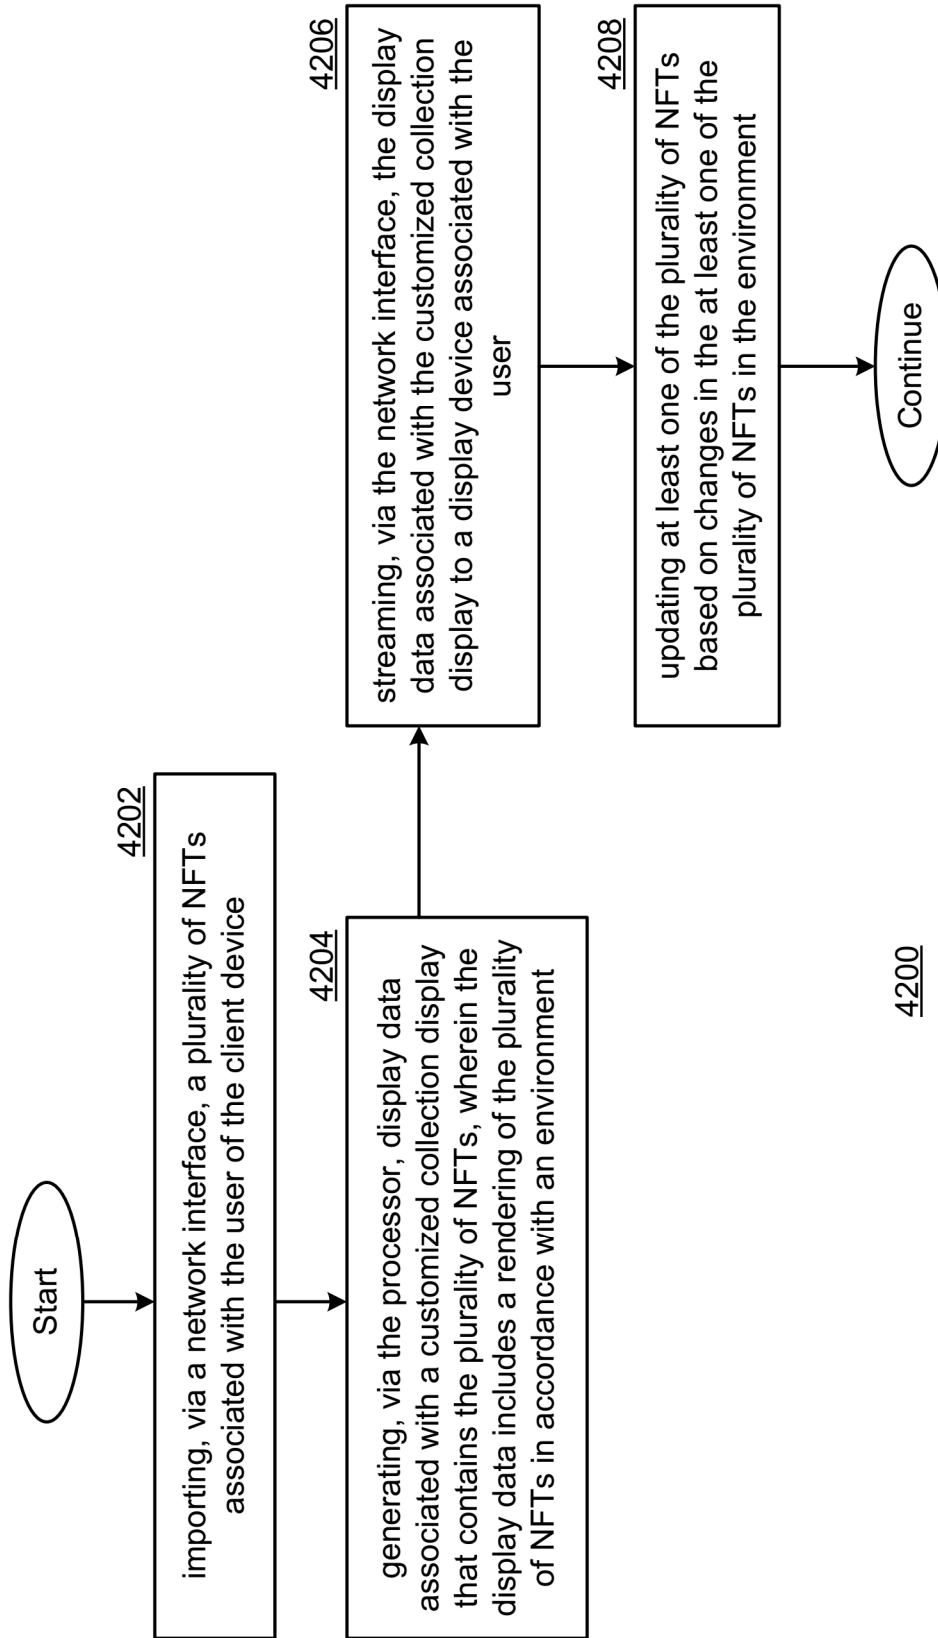 Start
4202
importing, via a network interface, a plurality of NFTs
associated with the user of the client device
4204
generating, via the processor, display data
associated with a customized collection display
that contains the plurality of NFTs, wherein the
display data includes a rendering of the plurality
of NFTs in accordance with an environment
4206
streaming, via the network interface, the display
data associated with the customized collection
display to a display device associated with the
user
4208
updating at least one of the plurality of NFTs
based on changes in the at least one of the
plurality of NFTs in the environment
Continue
4200